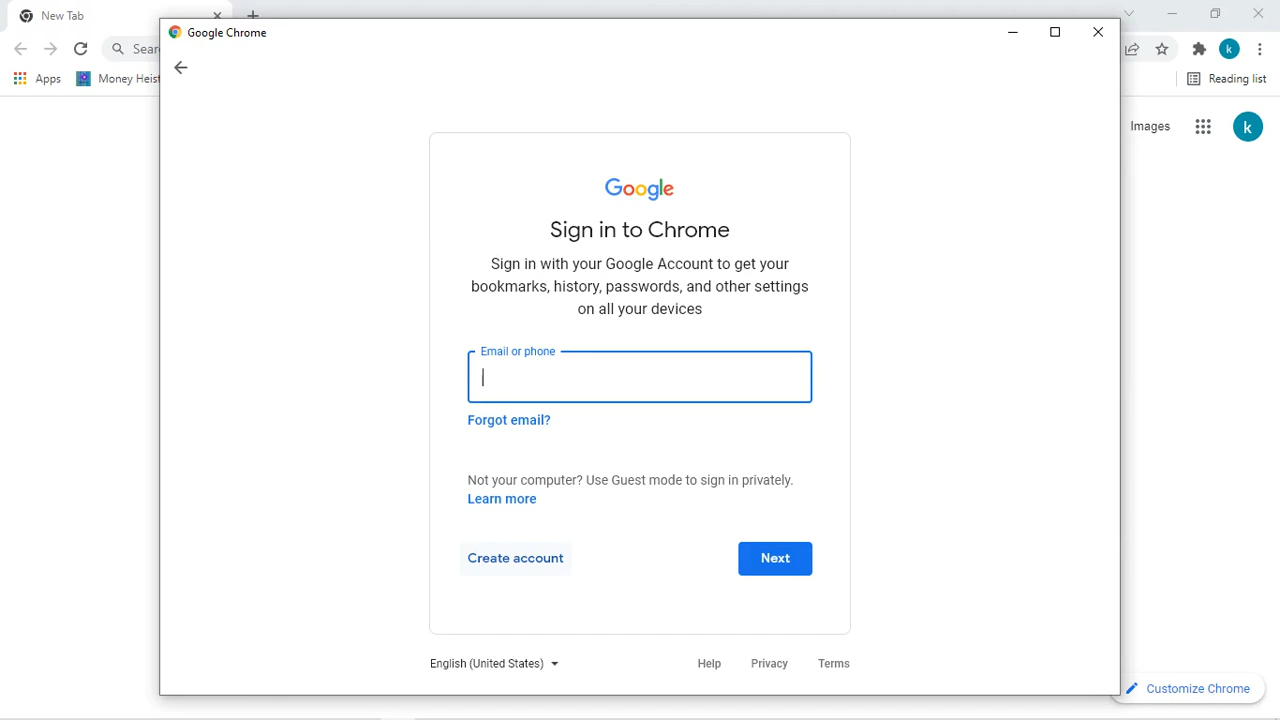 New Tab
Google Chrome
Sear
Apps
Money Heist
Reading list
Images
k
k
Google
Sign in to Chrome
Sign in with your Google Account to get your
bookmarks, history, passwords, and other settings
on all your devices
Email or phone
Forgot email?
Not your computer? Use Guest mode to sign in privately.
Learn more
Create account
Next
English (United States)
Help
Privacy
Terms
Customize Chrome